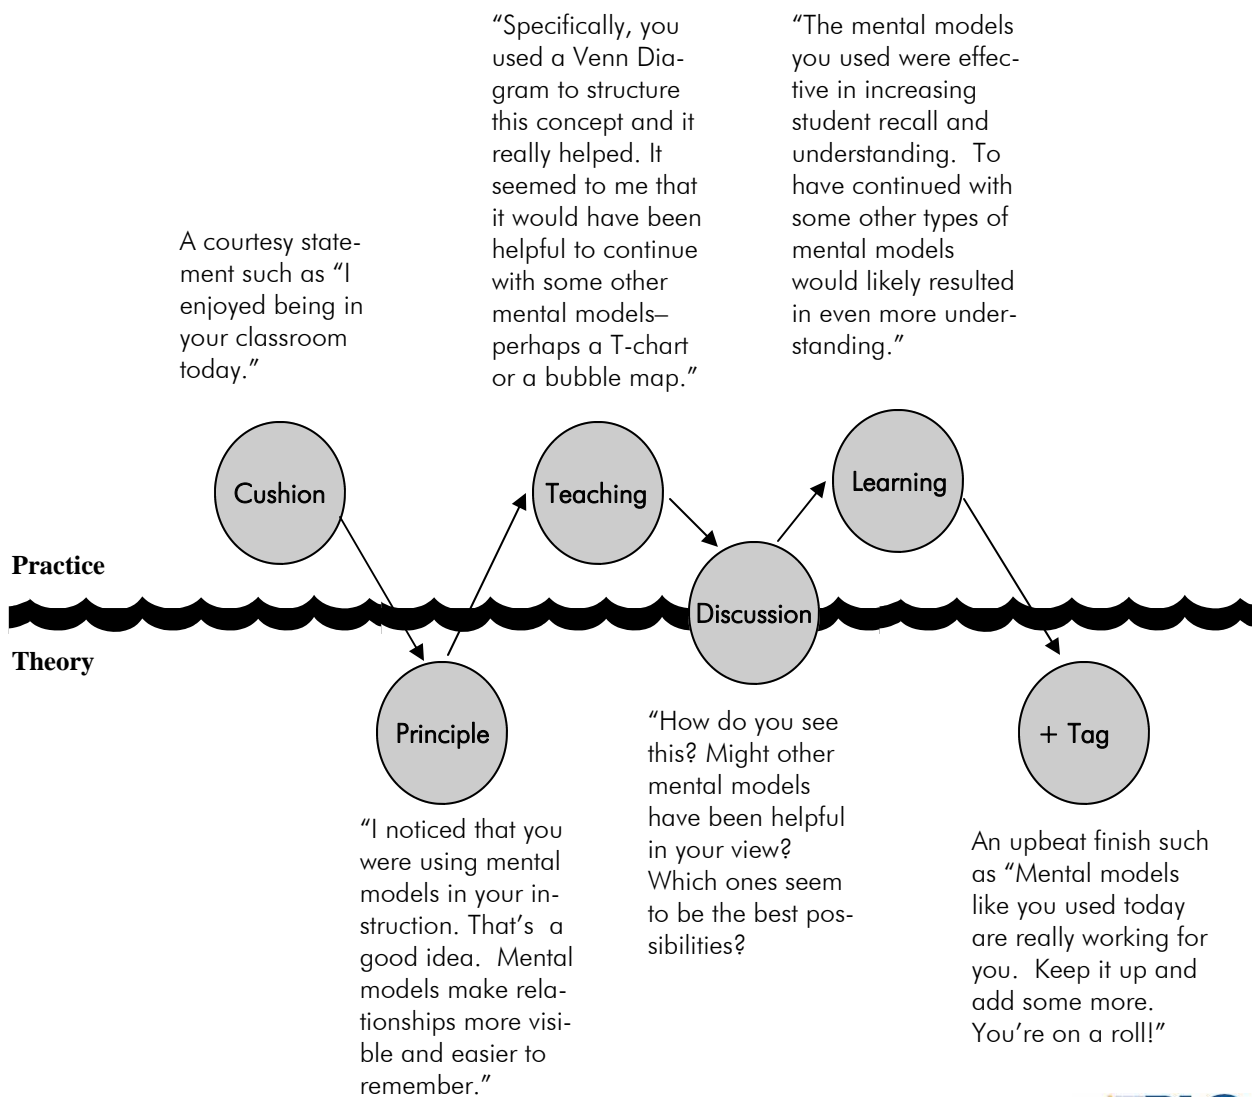 “Specifically, you
used a Venn Dia-
gram to structure
this concept and it
really helped. It
seemed to me that
it would have been
helpful to continue
with some other
mental models–
perhaps a T-chart
or a bubble map.”
“The mental models
you used were effec-
tive in increasing
student recall and
understanding.  To
have continued with
some other types of
mental models
would likely resulted
in even more under-
standing.”
A courtesy state-
ment such as “I
enjoyed being in
your classroom
today.”
Cushion
Teaching
Learning
Practice
Discussion
Theory
Principle
+ Tag
“I noticed that you
were using mental
models in your in-
struction. That’s  a
good idea.  Mental
models make rela-
tionships more visi-
ble and easier to
remember.”
“How do you see
this? Might other
mental models
have been helpful
in your view?
Which ones seem
to be the best pos-
sibilities?
An upbeat finish such
as “Mental models
like you used today
are really working for
you.  Keep it up and
add some more.
You’re on a roll!”